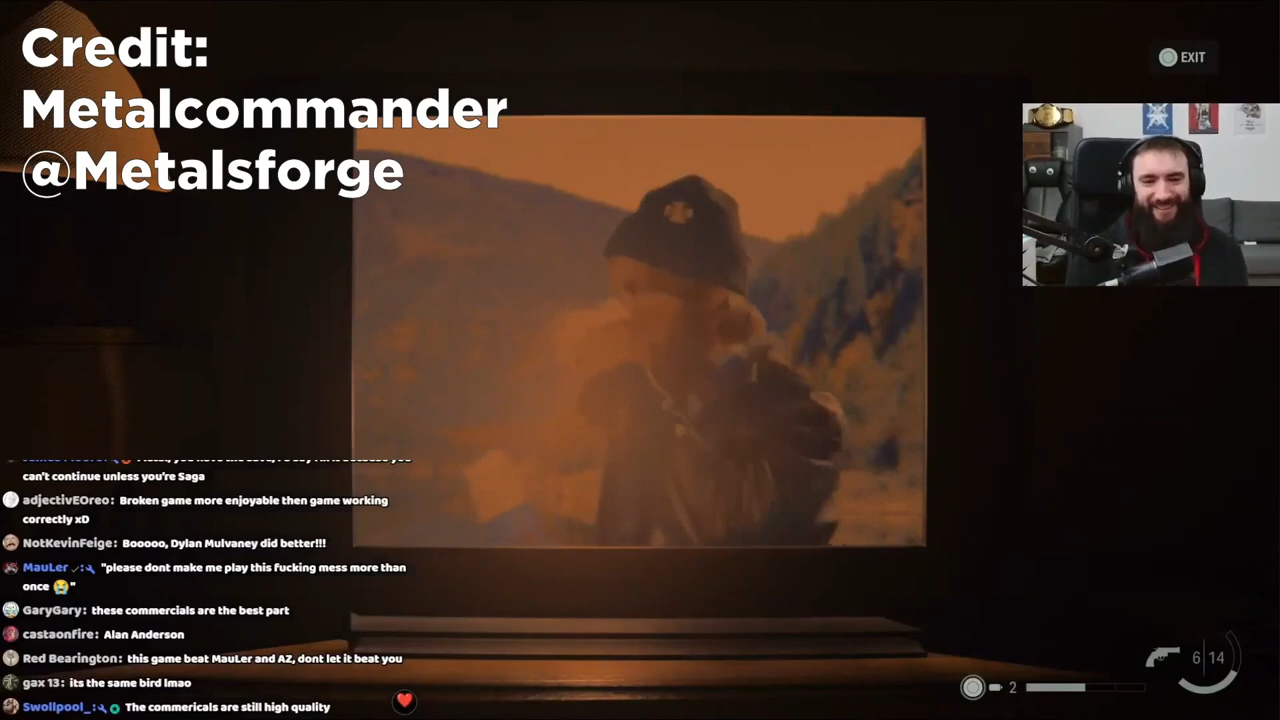 Credit:
Metalcommander
@Metalsforge
EXIT
can't continue unless you're Saga
adjectivEOreo: Broken game more enjoyable then game working
correctly xD
NotKevinFeige: Booooo, Dylan Mulvaney did better!!!
MauLer ✓:🔧 "please dont make me play this fucking mess more than
once 😭"
GaryGary: these commercials are the best part
castaonfire: Alan Anderson
Red Bearington: this game beat MauLer and AZ, dont let it beat you
gax 13: its the same bird lmao
Swollpool_:🔧 The commericals are still high quality
6 | 14
2